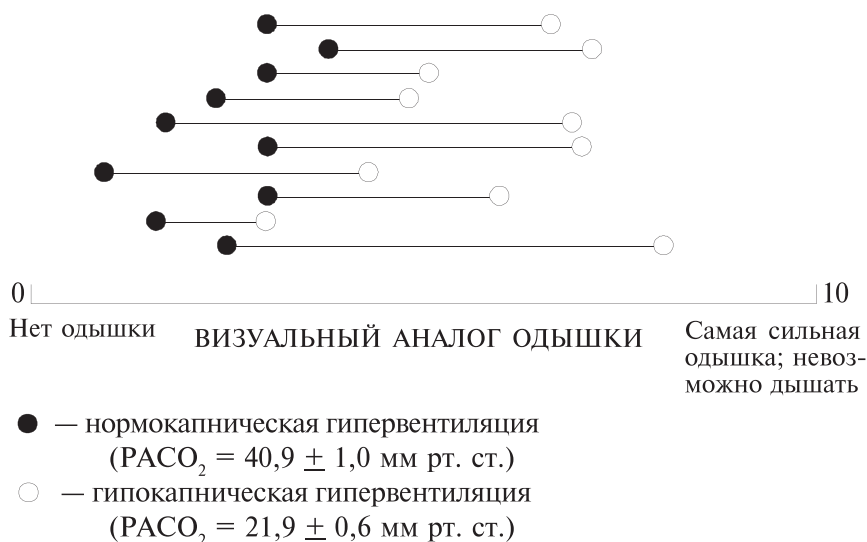 0
10
Нет одышки
ВИЗУАЛЬНЫЙ АНАЛОГ ОДЫШКИ
Самая сильная
одышка; невоз-
можно дышать
— нормокапническая гипервентиляция
(PACO₂ = 40,9 ± 1,0 мм рт. ст.)
— гипокапническая гипервентиляция
(PACO₂ = 21,9 ± 0,6 мм рт. ст.)